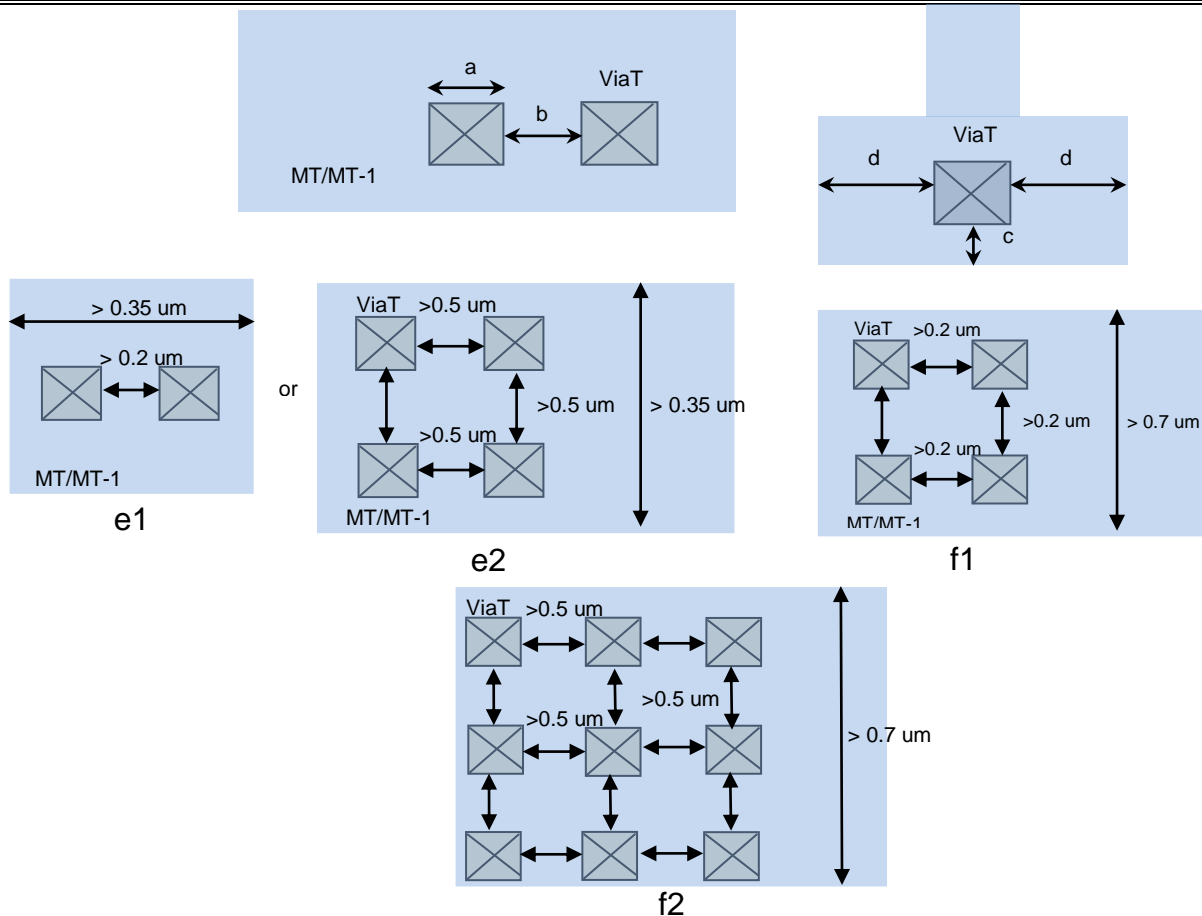 a
ViaT
b
MT/MT-1
ViaT
d
d
c
> 0.35 um
> 0.2 um
MT/MT-1
e1
or
ViaT
>0.5 um
>0.5 um
> 0.35 um
>0.5 um
MT/MT-1
e2
ViaT
>0.2 um
>0.2 um
> 0.7 um
>0.2 um
MT/MT-1
f1
ViaT
>0.5 um
>0.5 um
>0.5 um
> 0.7 um
f2